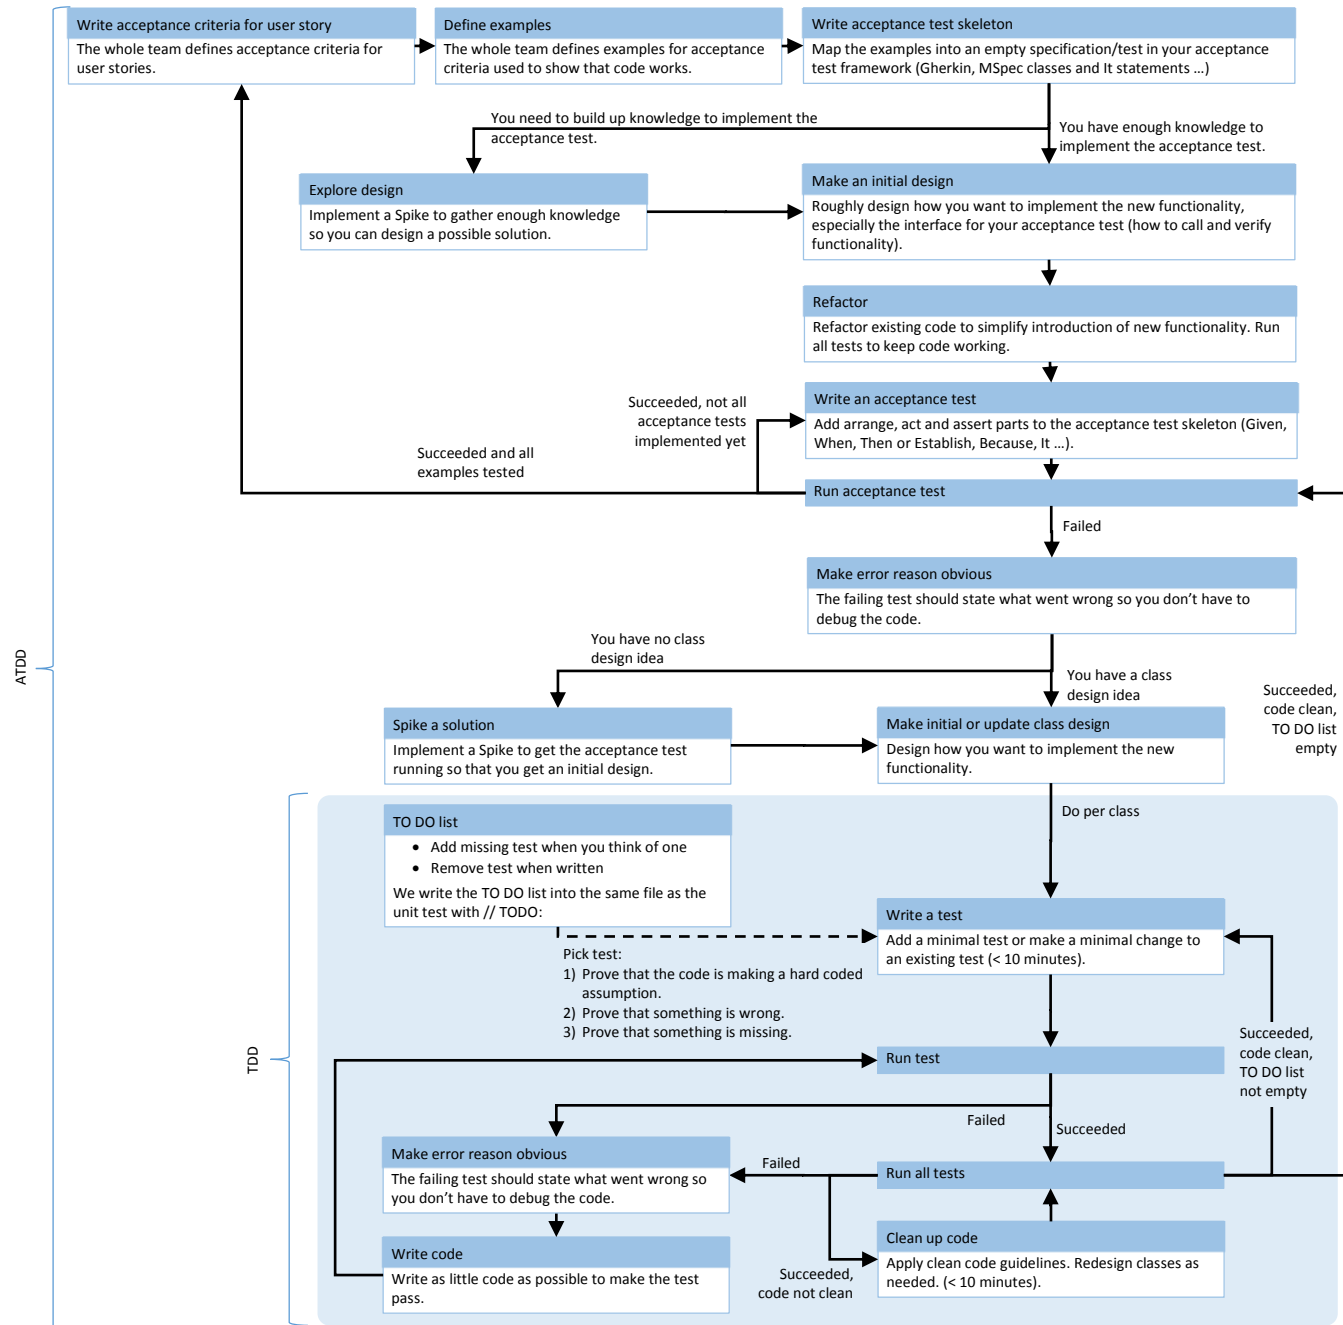 Write acceptance criteria for user story
The whole team defines acceptance criteria for
user stories.
Define examples
The whole team defines examples for acceptance
criteria used to show that code works.
Write acceptance test skeleton
Map the examples into an empty specification/test in your acceptance
test framework (Gherkin, MSpec classes and It statements …)
You need to build up knowledge to implement the
acceptance test.
You have enough knowledge to
implement the acceptance test.
Explore design
Implement a Spike to gather enough knowledge
so you can design a possible solution.
Make an initial design
Roughly design how you want to implement the new functionality,
especially the interface for your acceptance test (how to call and verify
functionality).
Refactor
Refactor existing code to simplify introduction of new functionality. Run
all tests to keep code working.
Succeeded, not all
acceptance tests
implemented yet
Write an acceptance test
Add arrange, act and assert parts to the acceptance test skeleton (Given,
When, Then or Establish, Because, It …).
Succeeded and all
examples tested
Run acceptance test
Failed
Make error reason obvious
The failing test should state what went wrong so you don’t have to
debug the code.
ATDD
You have no class
design idea
You have a class
design idea
Succeeded,
code clean,
TO DO list
empty
Spike a solution
Implement a Spike to get the acceptance test
running so that you get an initial design.
Make initial or update class design
Design how you want to implement the new
functionality.
Do per class
TO DO list
• Add missing test when you think of one
• Remove test when written
We write the TO DO list into the same file as the
unit test with // TODO:
Write a test
Add a minimal test or make a minimal change to
an existing test (< 10 minutes).
Pick test:
1) Prove that the code is making a hard coded
assumption.
2) Prove that something is wrong.
3) Prove that something is missing.
TDD
Run test
Succeeded,
code clean,
TO DO list
not empty
Failed
Succeeded
Make error reason obvious
The failing test should state what went wrong so
you don’t have to debug the code.
Failed
Run all tests
Write code
Write as little code as possible to make the test
pass.
Succeeded,
code not clean
Clean up code
Apply clean code guidelines. Redesign classes as
needed. (< 10 minutes).